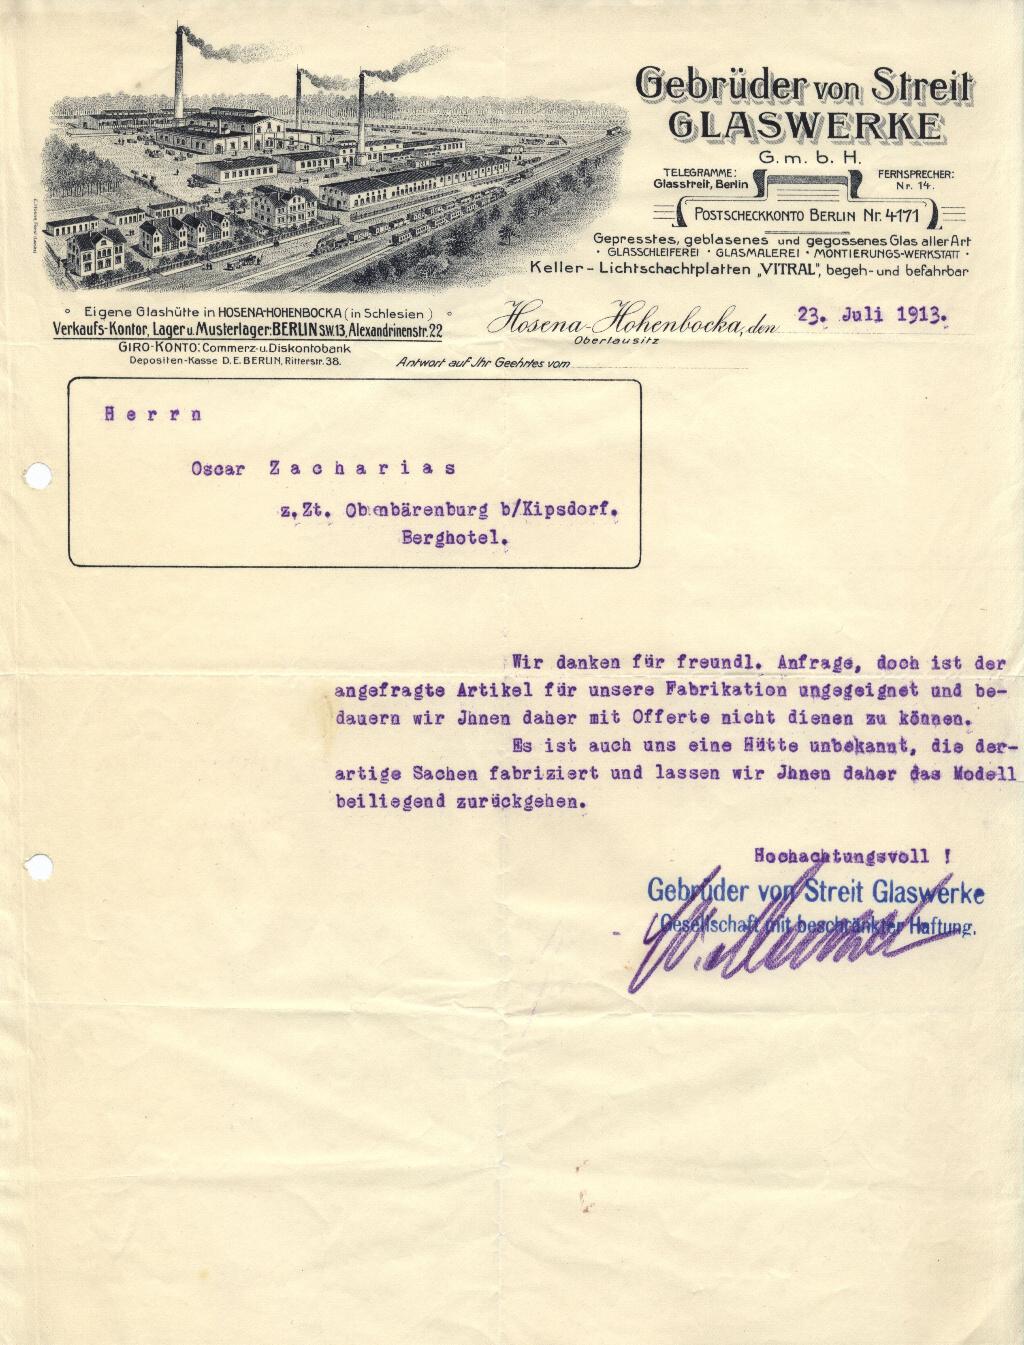 Gebrüder von Streit
GLASWERKE
G. m. b. H.
TELEGRAMME:
Glasstreit, Berlin
FERNSPRECHER:
Nr. 14.
POSTSCHECKKONTO BERLIN Nr. 4171
Gepresstes, geblasenes und gegossenes Glas aller Art
· GLASSCHLEIFEREI · GLASMALEREI · MONTIERUNGS-WERKSTATT ·
Keller-Lichtschachtplatten „VITRAL", begeh- und befahrbar
Eigene Glashütte in HOSENA-HOHENBOCKA (in Schlesien)
Verkaufs-Kontor, Lager u. Musterlager: BERLIN SW. 13, Alexandrinenstr. 22
GIRO-KONTO: Commerz- u. Diskontobank
Depositen-Kasse D. E. BERLIN, Ritterstr. 38.
Hosena-Hohenbocka, den 23. Juli 1913.
Oberlausitz
Antwort auf Ihr Geehrtes vom
Herrn
Oscar Zacharias
z.Zt. Obenbärenburg b/Kipsdorf.
Berghotel.
Wir danken für freundl. Anfrage, doch ist der
angefragte Artikel für unsere Fabrikation ungegeignet und be-
dauern wir Jhnen daher mit Offerte nicht dienen zu können.
Es ist auch uns eine Hütte unbekannt, die der-
artige Sachen fabriziert und lassen wir Jhnen daher das Modell
beiliegend zurückgehen.
Hochachtungsvoll !
Gebrüder von Streit Glaswerke
Gesellschaft mit beschränkter Haftung.